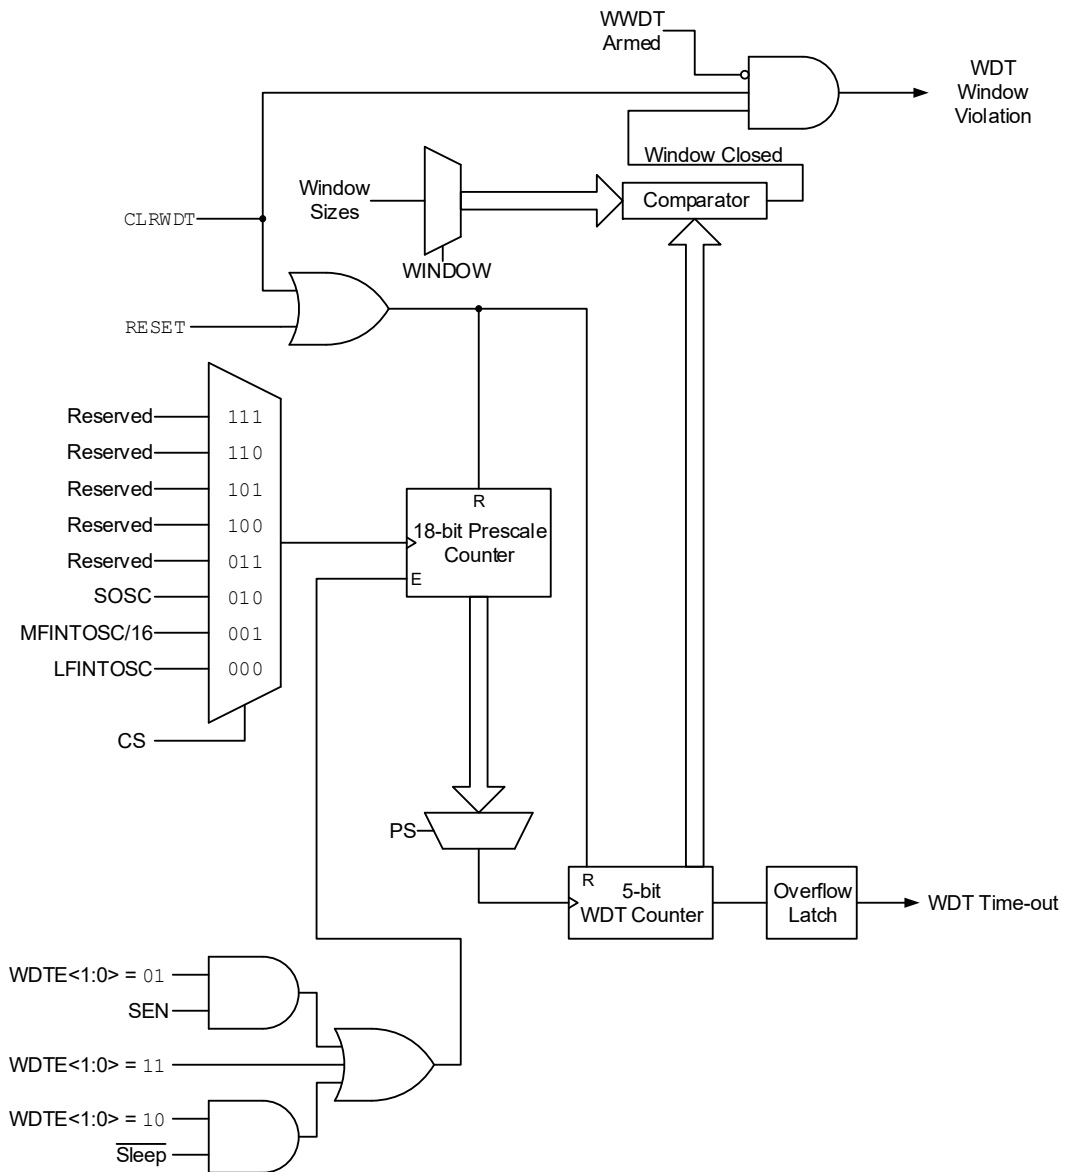 WWDT
Armed
WDT
Window
Violation
Window Closed
Window
Sizes
Comparator
CLRWDT
WINDOW
RESET
Reserved 111
Reserved 110
Reserved 101
Reserved 100
Reserved 011
SOSC 010
MFINTOSC/16 001
LFINTOSC 000
CS
R
18-bit Prescale
Counter
E
PS
R
5-bit
WDT Counter
Overflow
Latch
WDT Time-out
WDTE<1:0> = 01
SEN
WDTE<1:0> = 11
WDTE<1:0> = 10
Sleep